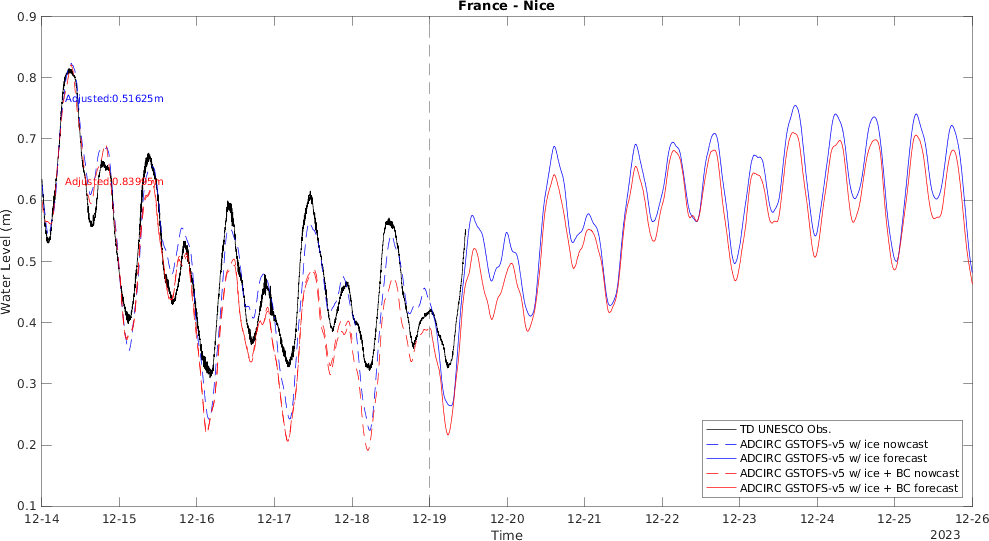 France - Nice
0.9
0.8
0.7
0.6
0.5
0.4
0.3
0.2
0.1
Water Level (m)
Adjusted:0.51625m
Adjusted:0.83995m
TD UNESCO Obs.
ADCIRC GSTOFS-v5 w/ ice nowcast
ADCIRC GSTOFS-v5 w/ ice forecast
ADCIRC GSTOFS-v5 w/ ice + BC nowcast
ADCIRC GSTOFS-v5 w/ ice + BC forecast
12-14 12-15 12-16 12-17 12-18 12-19 12-20 12-21 12-22 12-23 12-24 12-25 12-26
Time
2023